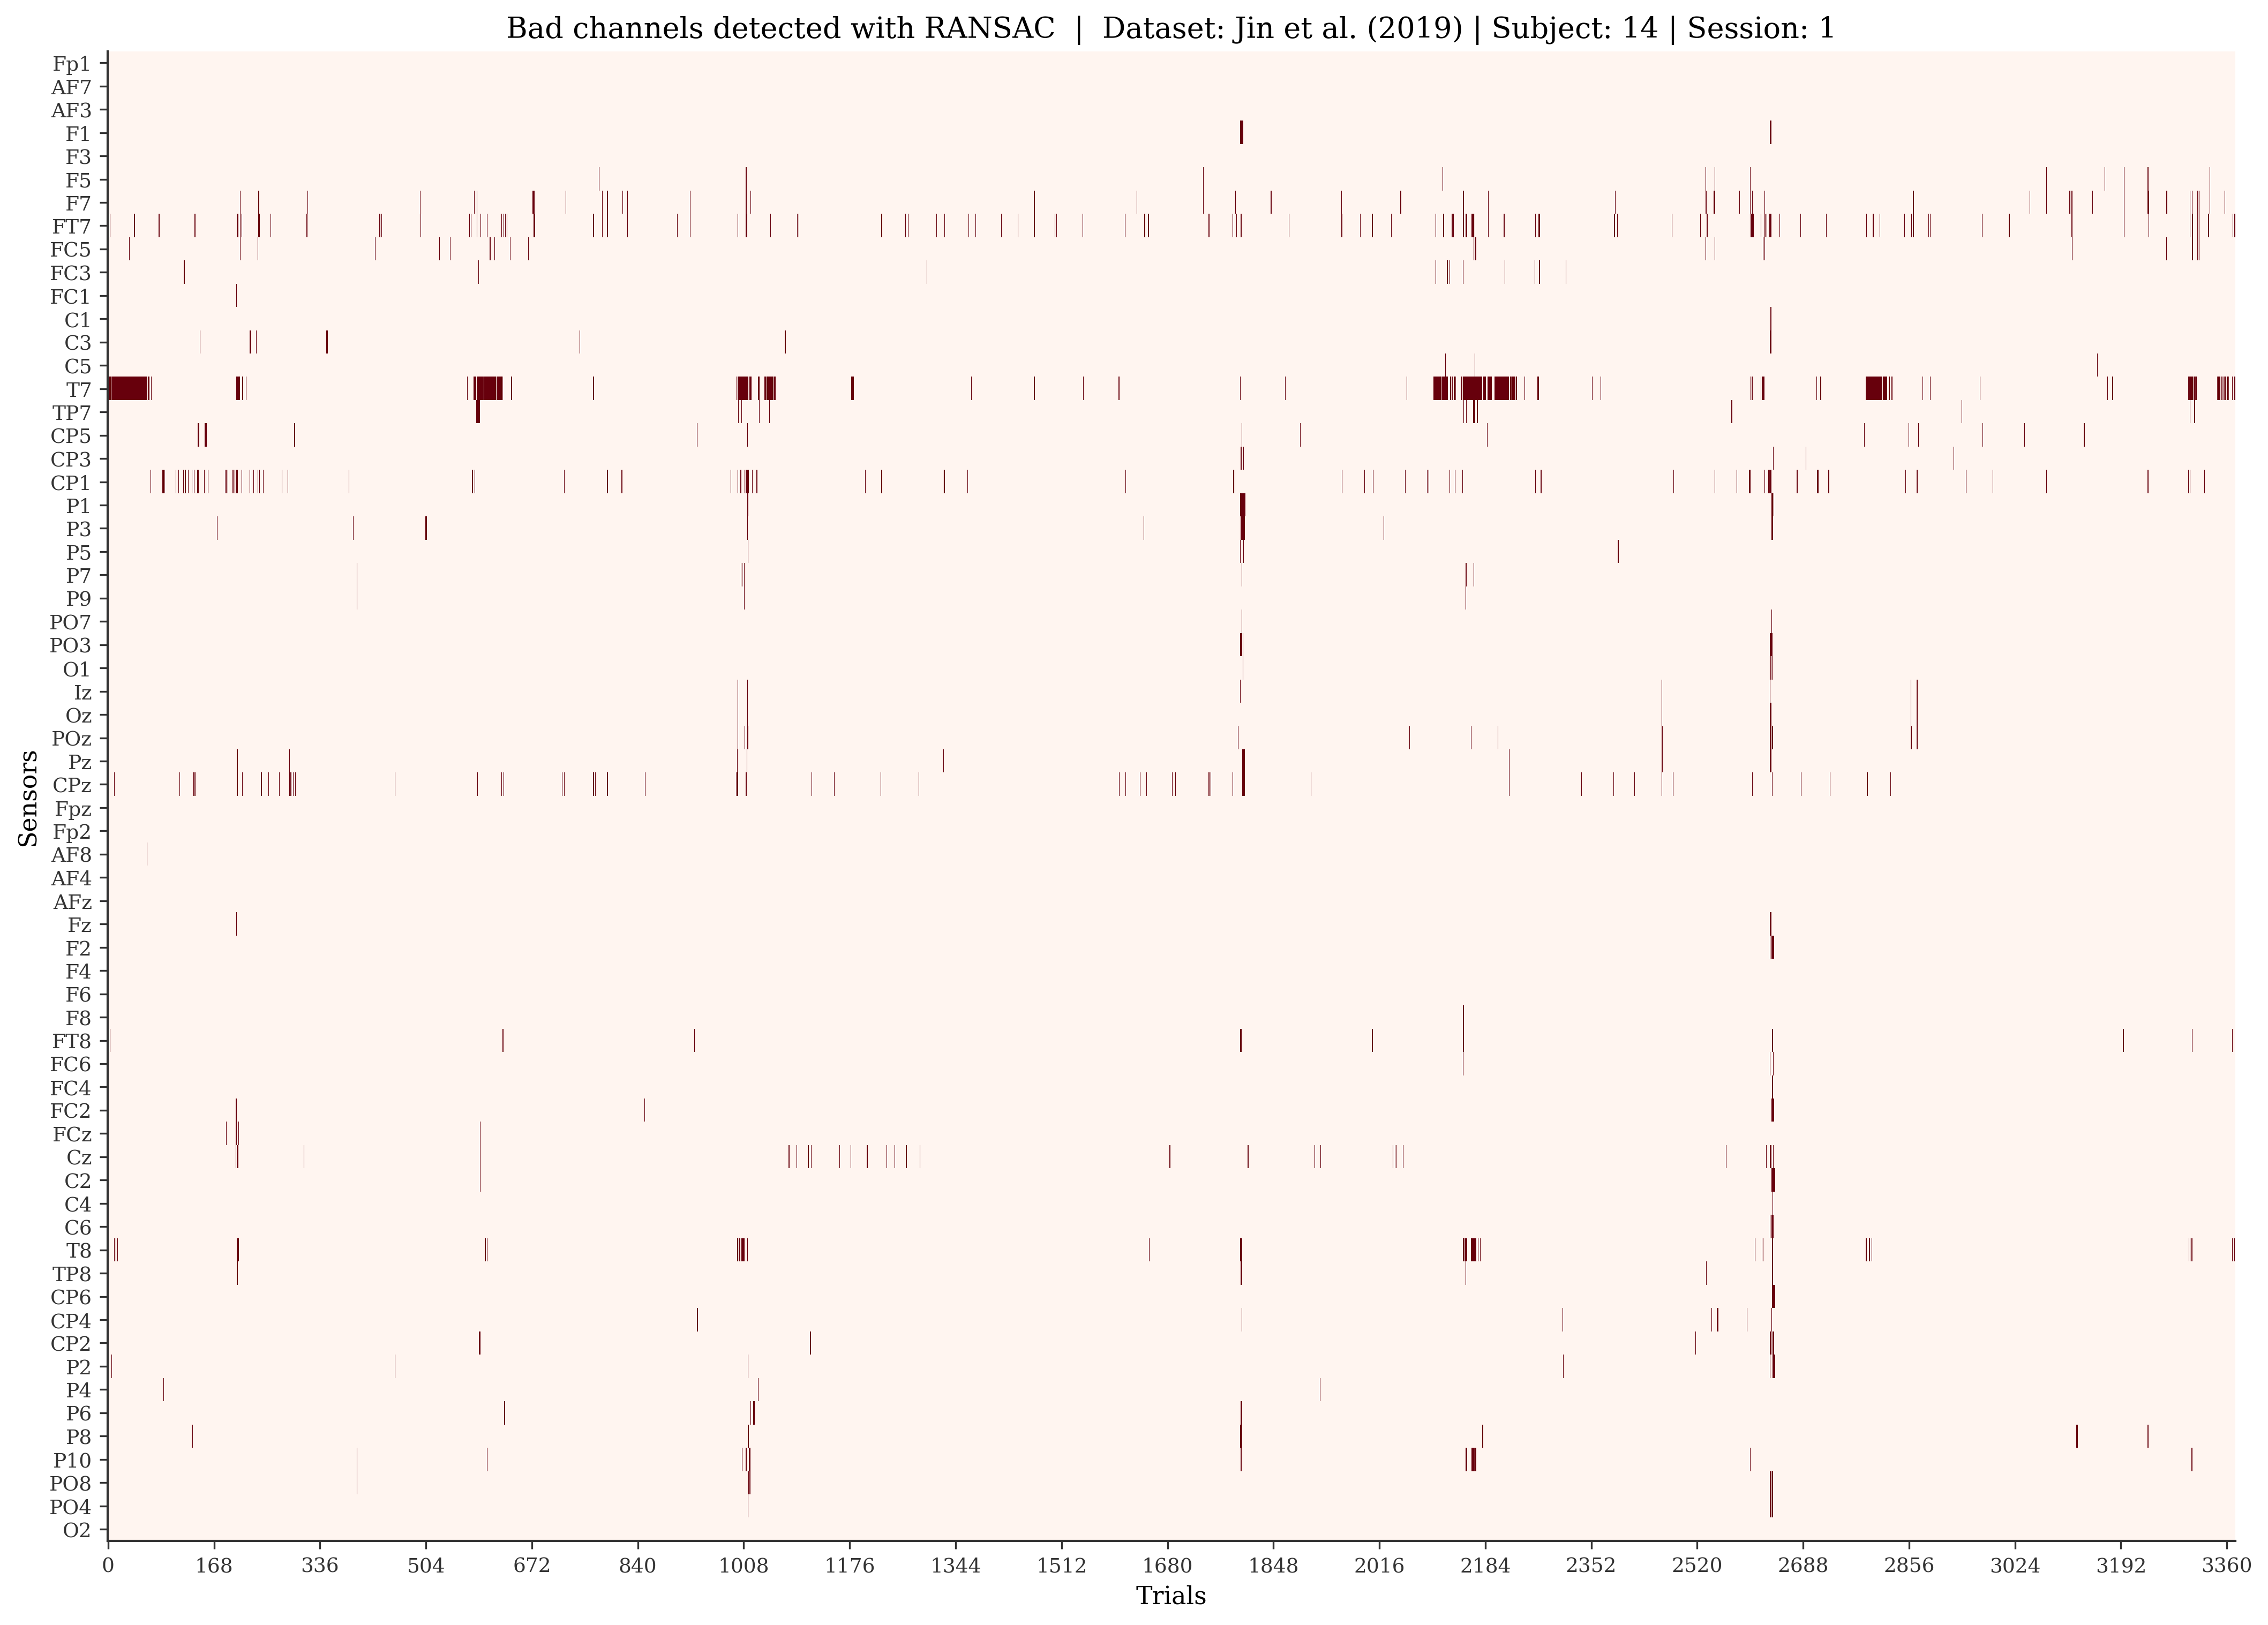 Bad channels detected with RANSAC | Dataset: Jin et al. (2019) | Subject: 14 | Session: 1
Sensors
Fp1
AF7
AF3
F1
F3
F5
F7
FT7
FC5
FC3
FC1
C1
C3
C5
T7
TP7
CP5
CP3
CP1
P1
P3
P5
P7
P9
PO7
PO3
O1
Iz
Oz
POz
Pz
CPz
Fpz
Fp2
AF8
AF4
AFz
Fz
F2
F4
F6
F8
FT8
FC6
FC4
FC2
FCz
Cz
C2
C4
C6
T8
TP8
CP6
CP4
CP2
P2
P4
P6
P8
P10
PO8
PO4
O2
0 168 336 504 672 840 1008 1176 1344 1512 1680 1848 2016 2184 2352 2520 2688 2856 3024 3192 3360
Trials